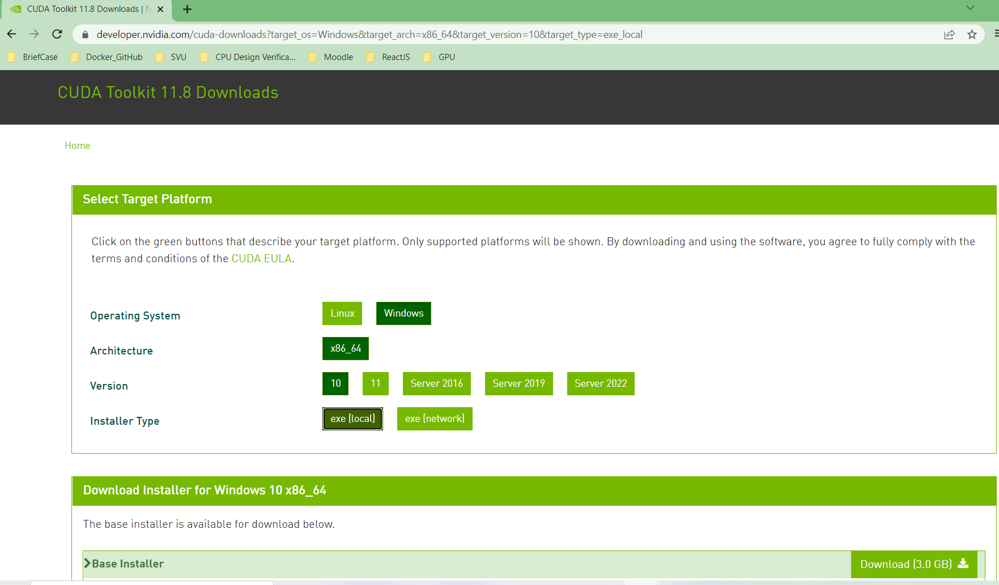 CUDA Toolkit 11.8 Downloads | N
developer.nvidia.com/cuda-downloads?target_os=Windows&target_arch=x86_64&target_version=10&target_type=exe_local
BriefCase Docker_GitHub SVU CPU Design Verifica... Moodle ReactJS GPU
CUDA Toolkit 11.8 Downloads
Home
Select Target Platform
Click on the green buttons that describe your target platform. Only supported platforms will be shown. By downloading and using the software, you agree to fully comply with the
terms and conditions of the CUDA EULA.
Operating System Linux Windows
Architecture x86_64
Version 10 11 Server 2016 Server 2019 Server 2022
Installer Type exe (local) exe (network)
Download Installer for Windows 10 x86_64
The base installer is available for download below.
Base Installer Download (3.0 GB)